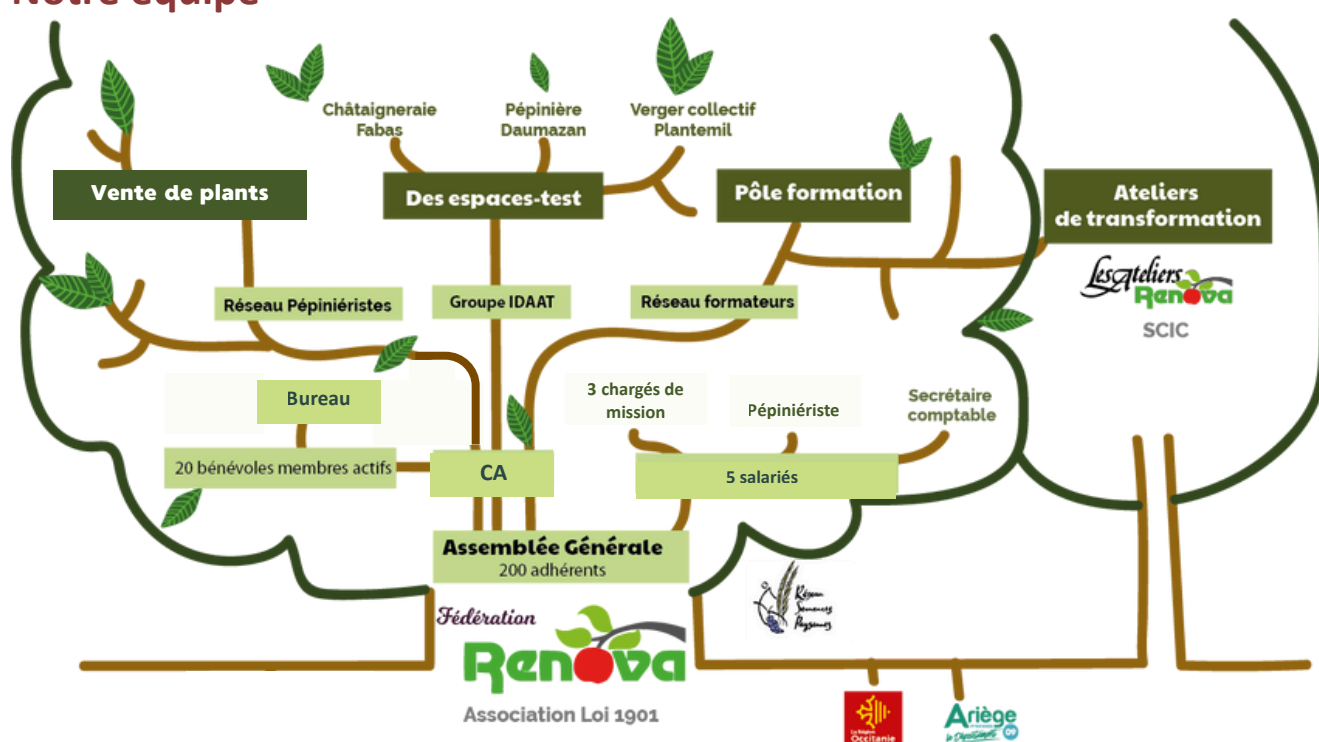 Notre équipe
Châtaigneraie
Fabas
Pépinière
Daumazan
Verger collectif
Plantemil
Vente de plants
Des espaces-test
Pôle formation
Ateliers
de transformation
Les Ateliers
Renova
SCIC
Réseau Pépiniéristes
Groupe IDAAT
Réseau formateurs
Bureau
3 chargés de
mission
Pépiniériste
Secrétaire
comptable
20 bénévoles membres actifs
CA
5 salariés
Assemblée Générale
200 adhérents
Fédération
Renova
Association Loi 1901
Réseau
Semences
Paysannes
La Région
Occitanie
Ariège
le Département
09